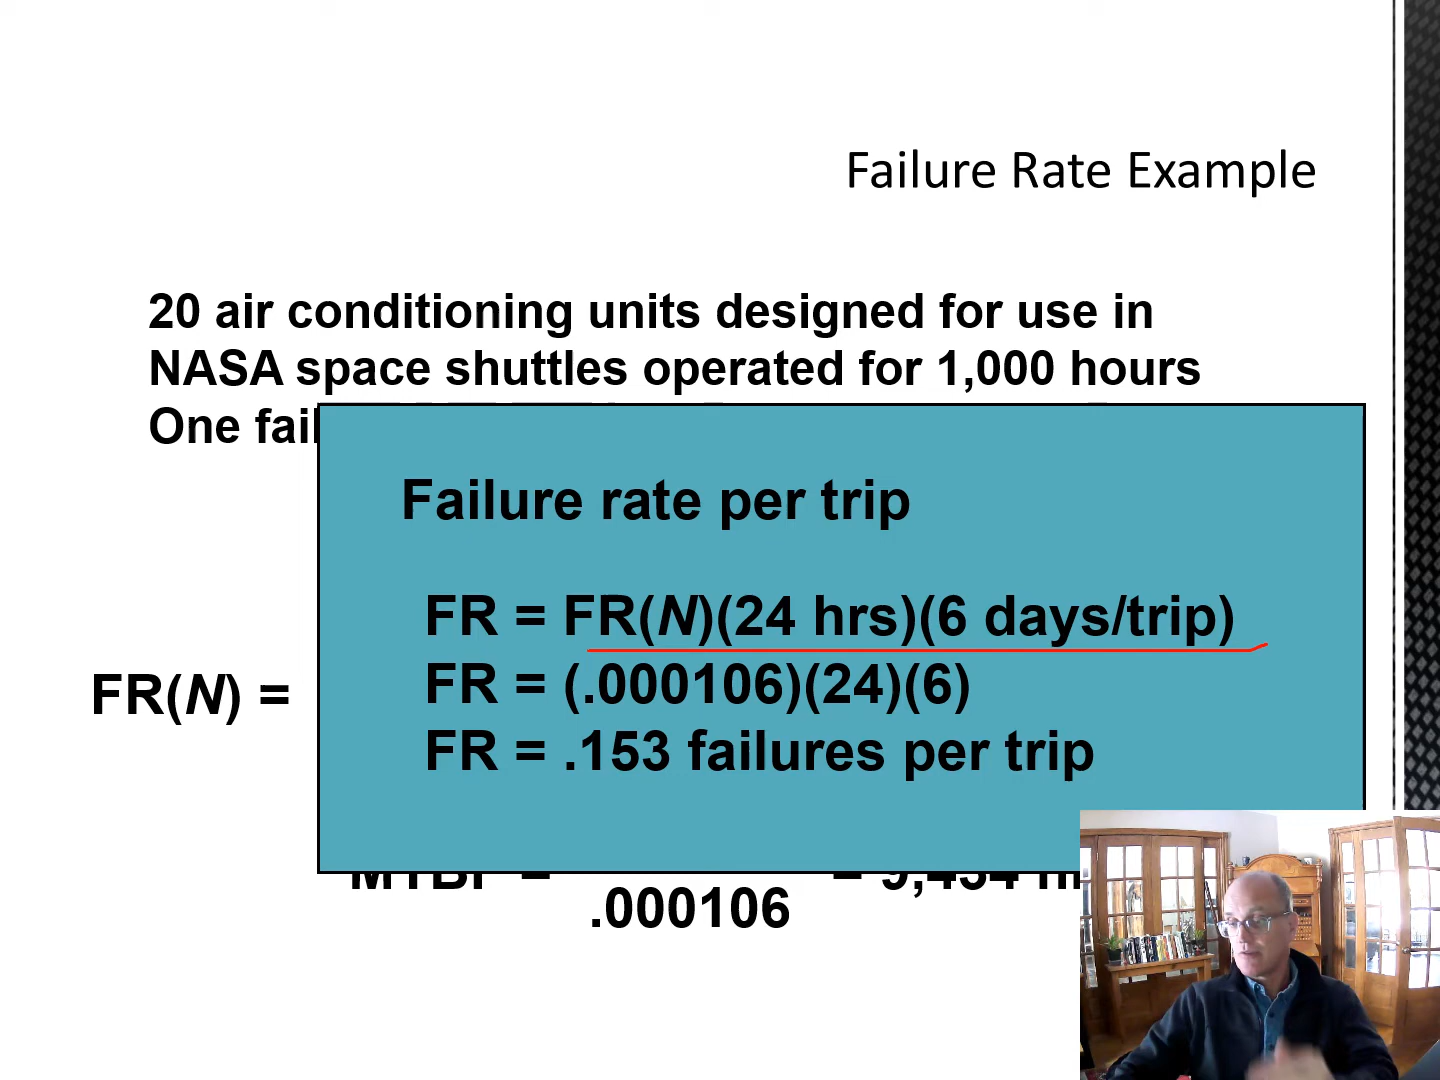 Failure Rate Example
20 air conditioning units designed for use in
NASA space shuttles operated for 1,000 hours
One fail
Failure rate per trip
FR = FR(N)(24 hrs)(6 days/trip)
FR = (.000106)(24)(6)
FR = .153 failures per trip
FR(N) =
MTBF = = 9,434
.000106